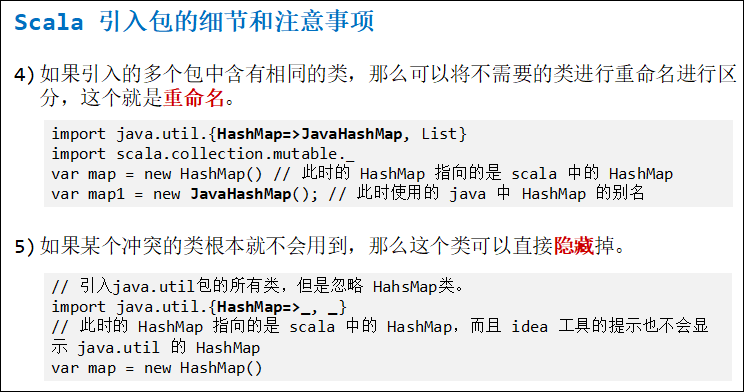 Scala 引入包的细节和注意事项
4) 如果引入的多个包中含有相同的类，那么可以将不需要的类进行重命名进行区
分，这个就是重命名。
import java.util.{HashMap=>JavaHashMap, List}
import scala.collection.mutable._
var map = new HashMap() // 此时的 HashMap 指向的是 scala 中的 HashMap
var map1 = new JavaHashMap(); // 此时使用的 java 中 HashMap 的别名
5) 如果某个冲突的类根本就不会用到，那么这个类可以直接隐藏掉。
// 引入java.util包的所有类，但是忽略 HahsMap类。
import java.util.{HashMap=>_, _}
// 此时的 HashMap 指向的是 scala 中的 HashMap，而且 idea 工具的提示也不会显
示 java.util 的 HashMap
var map = new HashMap()